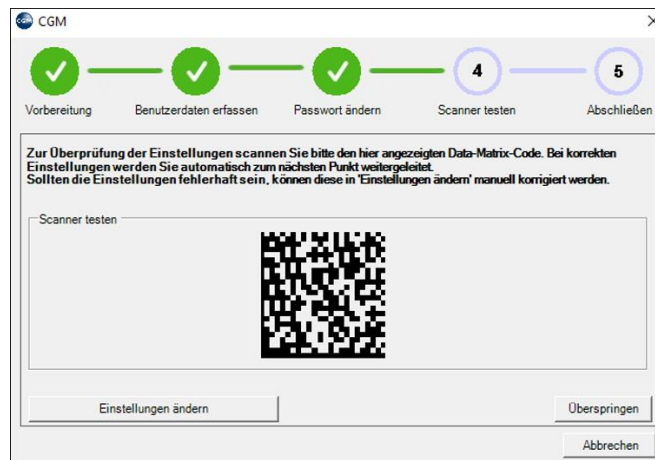 CGM
4
5
Vorbereitung
Benutzerdaten erfassen
Passwort ändern
Scanner testen
Abschließen
Zur Überprüfung der Einstellungen scannen Sie bitte den hier angezeigten Data-Matrix-Code. Bei korrekten
Einstellungen werden Sie automatisch zum nächsten Punkt weitergeleitet.
Sollten die Einstellungen fehlerhaft sein, können diese in 'Einstellungen ändern' manuell korrigiert werden.
Scanner testen
Einstellungen ändern
Überspringen
Abbrechen